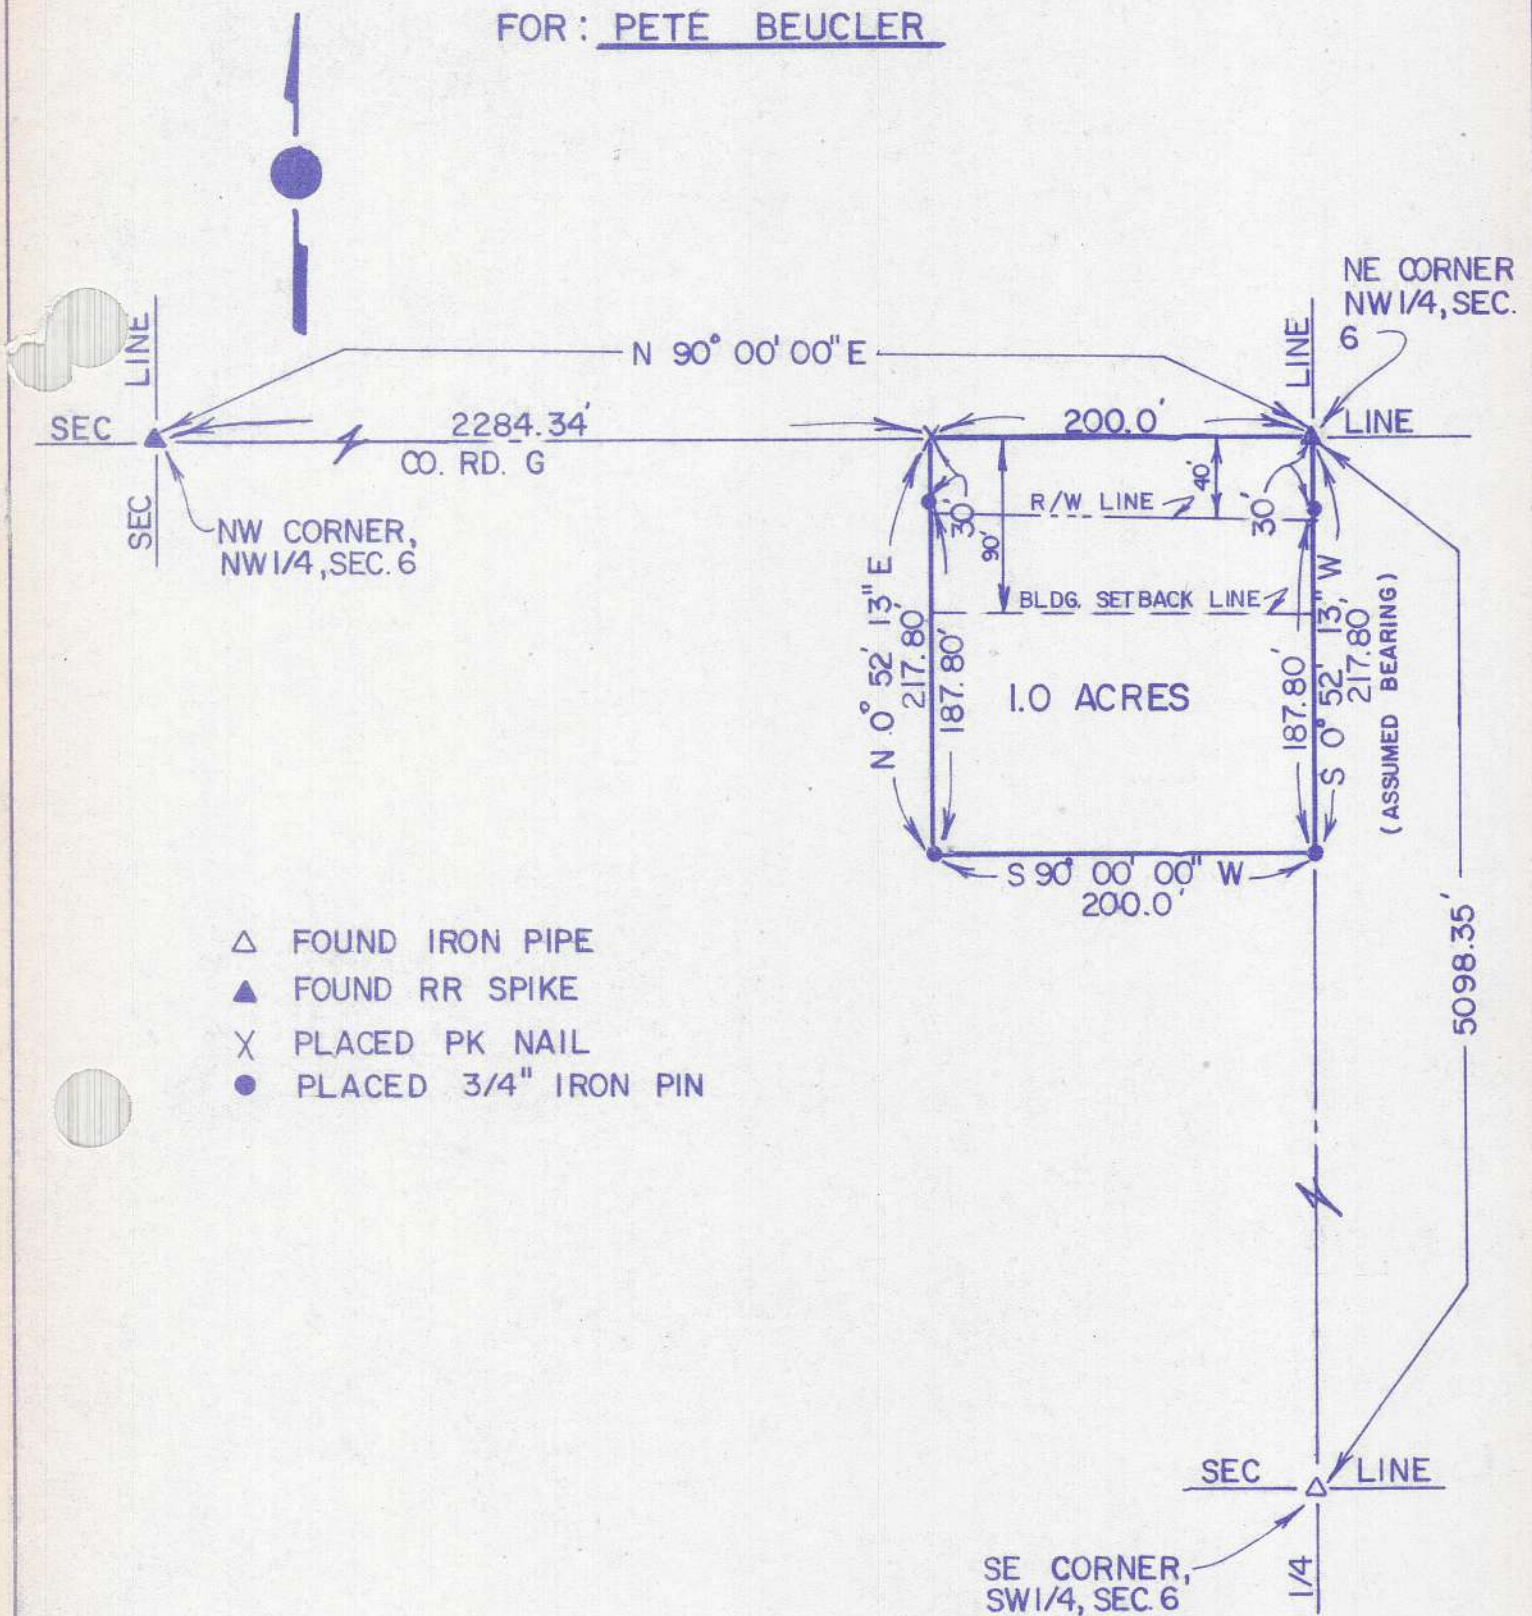 FOR: PETE BEUCLER
NE CORNER
NW 1/4, SEC.
6
LINE
LINE
N 90° 00' 00" E
SEC
2284.34'
200.0'
LINE
CO. RD. G
SEC
NW CORNER,
NW 1/4, SEC. 6
30'
90'
R/W LINE
40'
30'
BLDG. SETBACK LINE
N 0° 52' 13" E
217.80'
187.80'
1.0 ACRES
187.80'
S 0° 52' 13" W
217.80'
(ASSUMED BEARING)
S 90° 00' 00" W
200.0'
5098.35'
△ FOUND IRON PIPE
▲ FOUND RR SPIKE
X PLACED PK NAIL
● PLACED 3/4" IRON PIN
SEC LINE
SE CORNER,
SW 1/4, SEC. 6
1/4